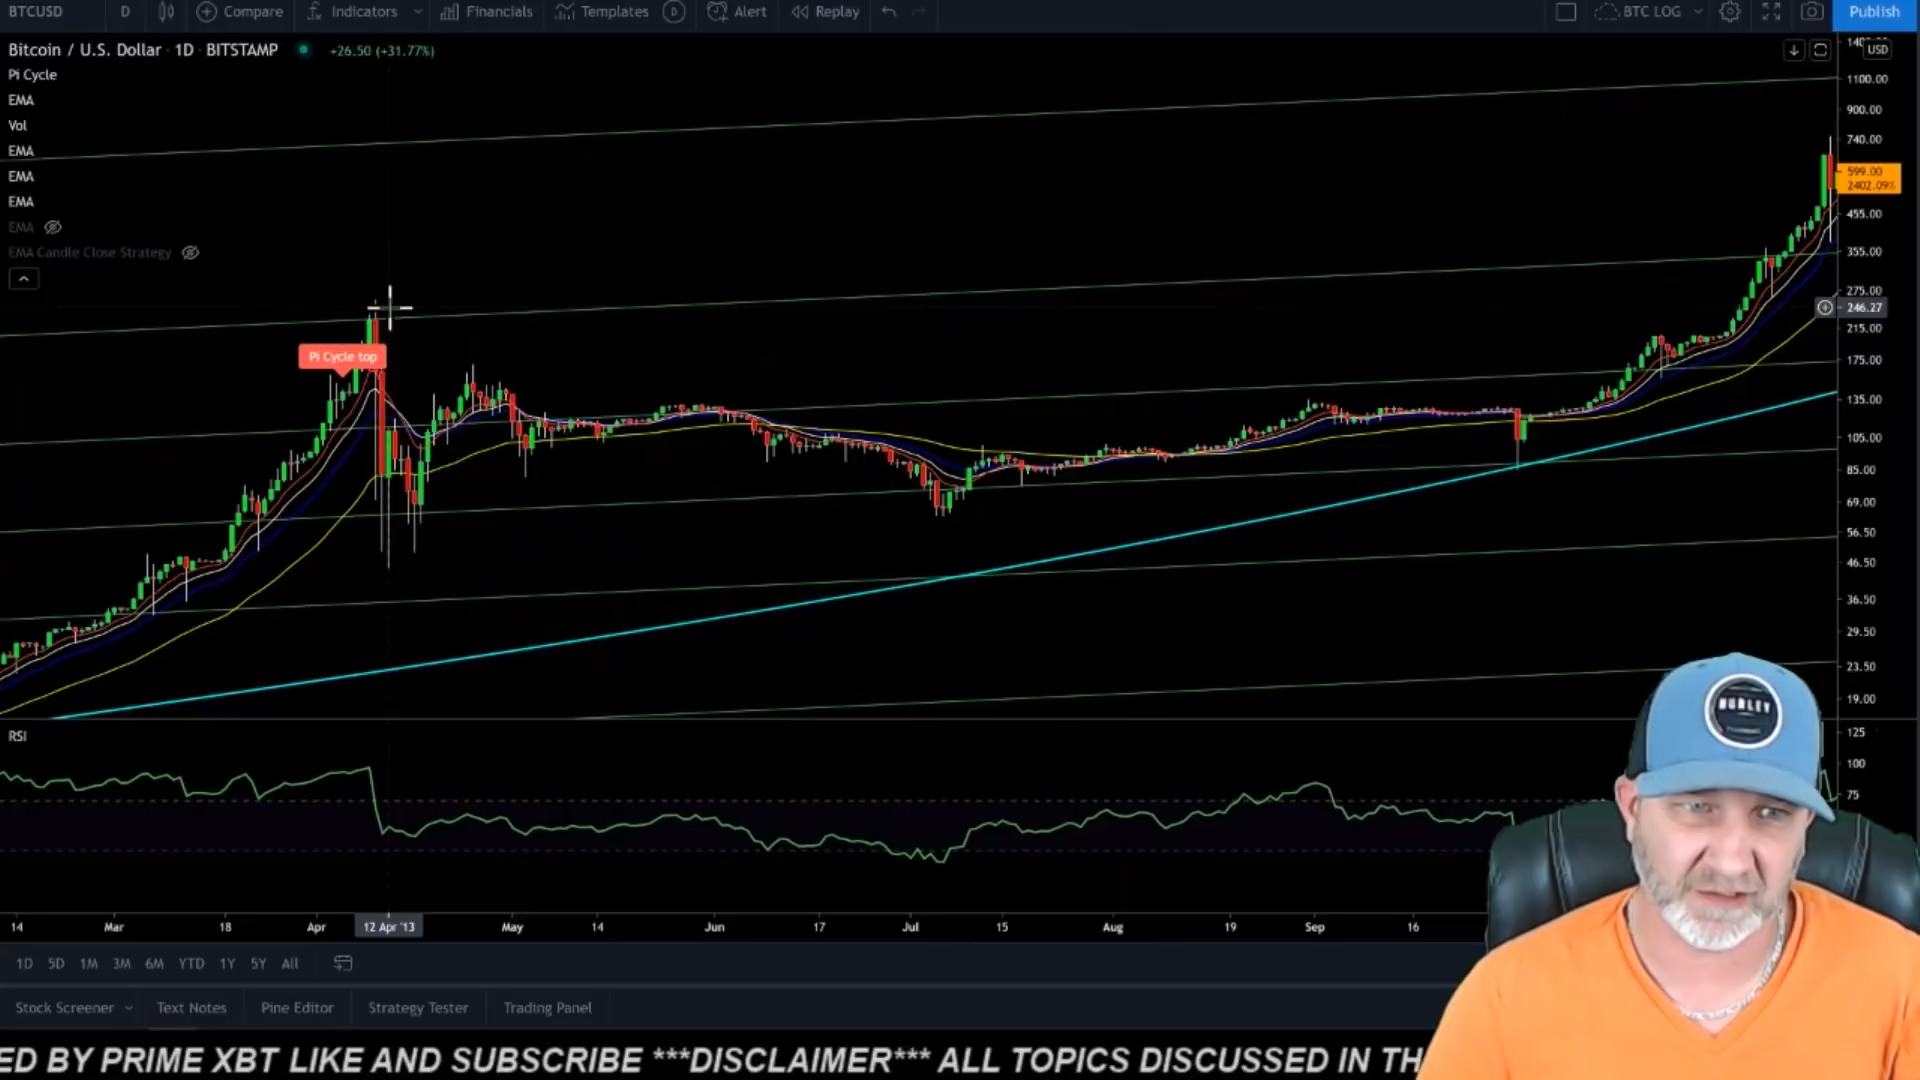 BTCUSD D Compare Indicators Financials Templates Alert Replay BTC LOG Publish
Bitcoin / U.S. Dollar · 1D · BITSTAMP +26.50 (+31.77%)
USD
Pi Cycle
EMA
Vol
EMA
EMA
EMA
EMA
EMA Candle Close Strategy
Pi Cycle top
1100.00
900.00
740.00
599.00
2402.09%
455.00
355.00
275.00
246.27
215.00
175.00
135.00
105.00
85.00
69.00
56.50
46.50
36.50
29.50
23.50
19.00
RSI
125
100
75
14 Mar 18 Apr 12 Apr '13 May 14 Jun 17 Jul 15 Aug 19 Sep 16
1D 5D 1M 3M 6M YTD 1Y 5Y All
Stock Screener Text Notes Pine Editor Strategy Tester Trading Panel
HURLEY
ED BY PRIME XBT LIKE AND SUBSCRIBE ***DISCLAIMER*** ALL TOPICS DISCUSSED IN TH